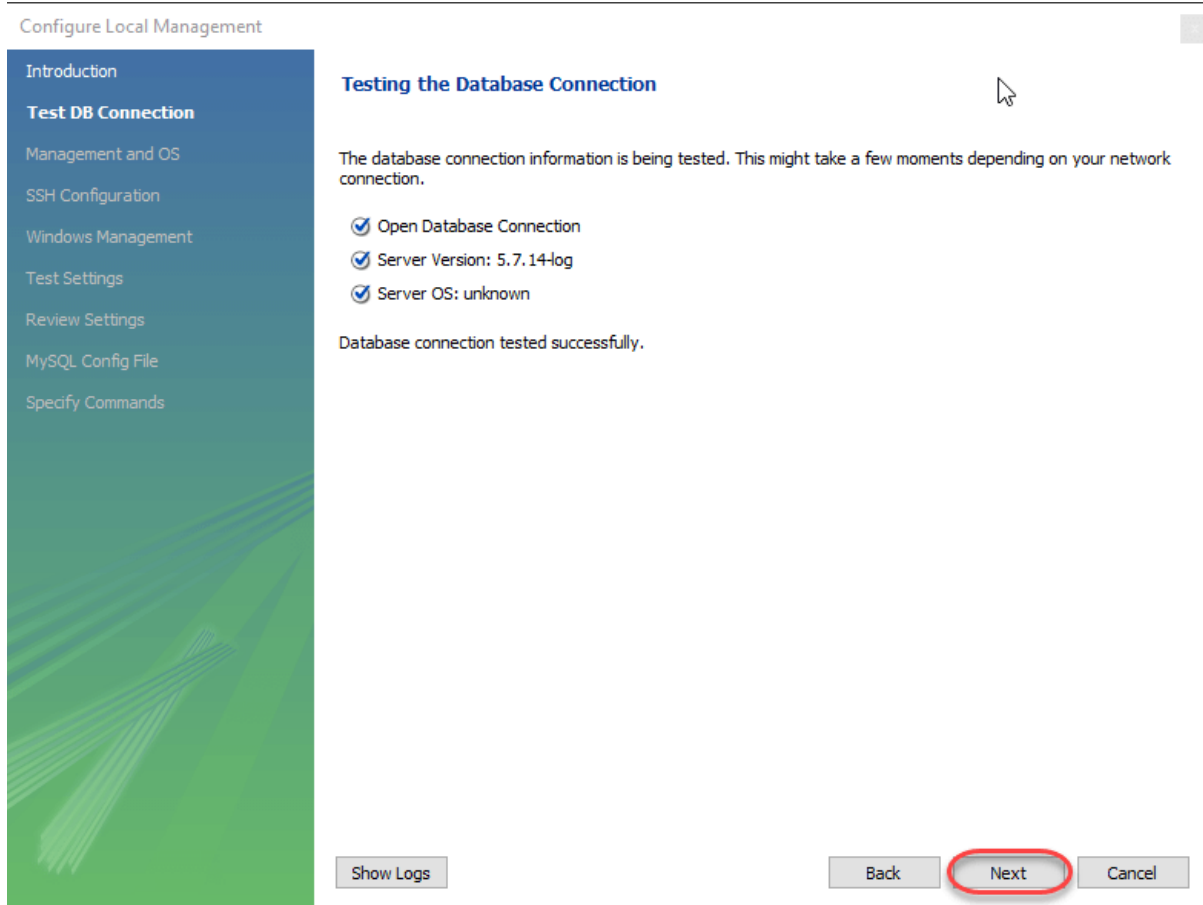 Configure Local Management
Introduction
Test DB Connection
Management and OS
SSH Configuration
Windows Management
Test Settings
Review Settings
MySQL Config File
Specify Commands
Testing the Database Connection
The database connection information is being tested. This might take a few moments depending on your network
connection.
Open Database Connection
Server Version: 5.7.14-log
Server OS: unknown
Database connection tested successfully.
Show Logs
Back
Next
Cancel